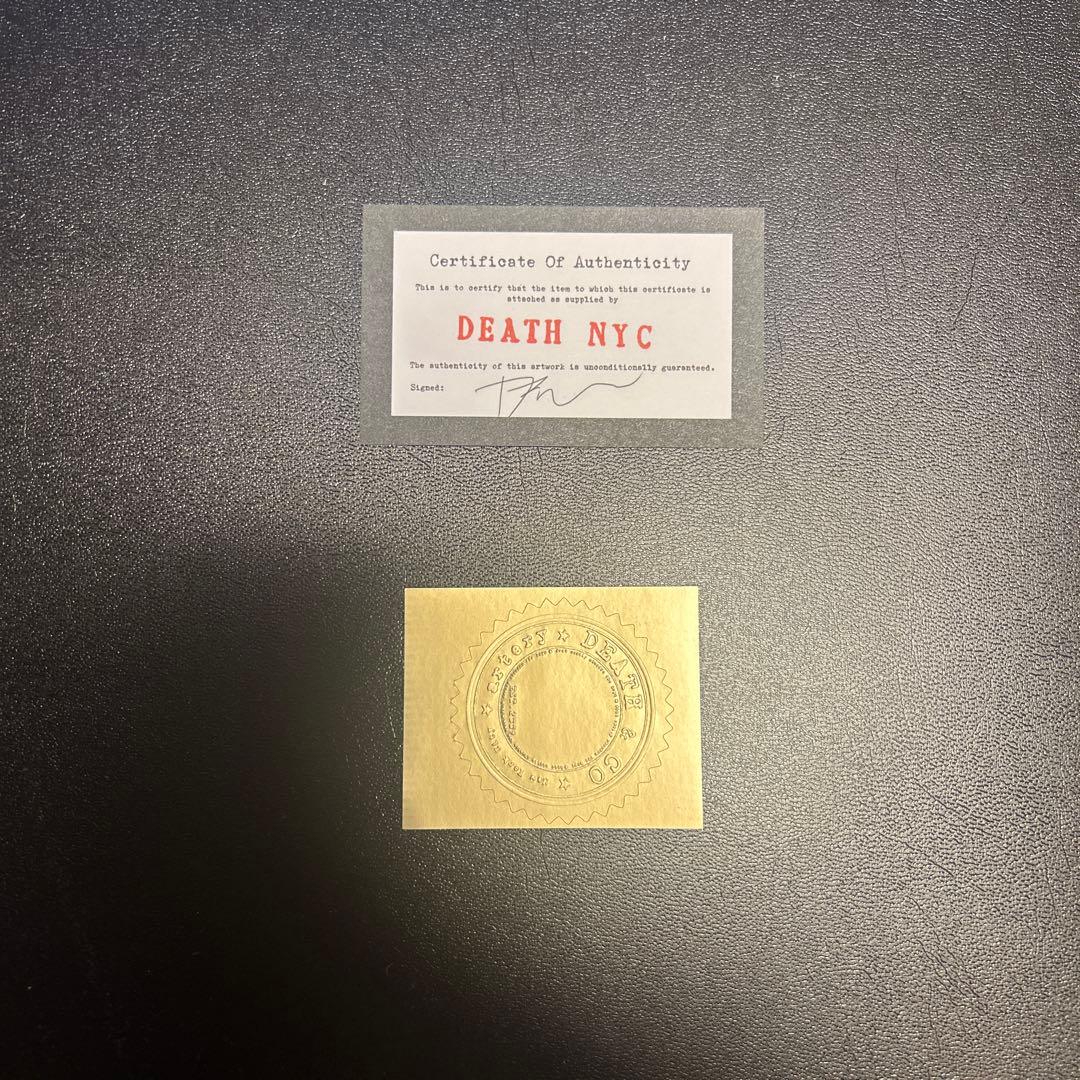 Certificate Of Authenticity
This is to certify that the item to which this certificate is
attached as supplied by
DEATH NYC
The authenticity of this artwork is unconditionally guaranteed.
Signed:
artery ☆ DEATH & CO ☆